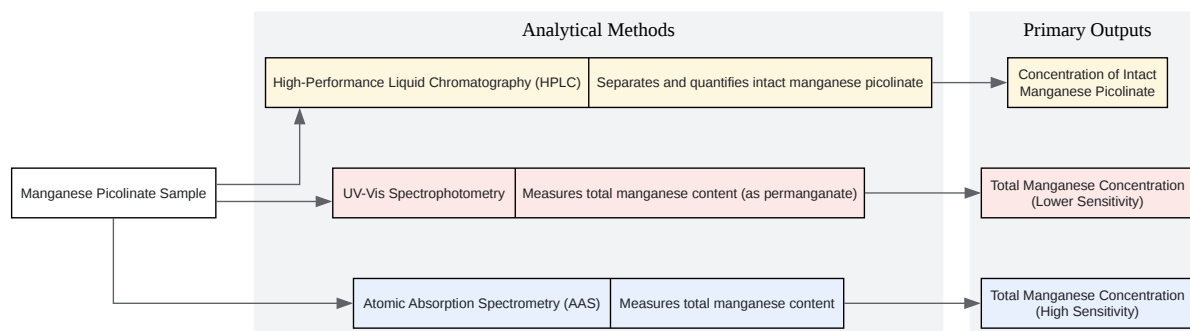 Analytical Methods
Primary Outputs
High-Performance Liquid Chromatography (HPLC)
Separates and quantifies intact manganese picolinate
Concentration of Intact
Manganese Picolinate
Manganese Picolinate Sample
UV-Vis Spectrophotometry
Measures total manganese content (as permanganate)
Total Manganese Concentration
(Lower Sensitivity)
Atomic Absorption Spectrometry (AAS)
Measures total manganese content
Total Manganese Concentration
(High Sensitivity)